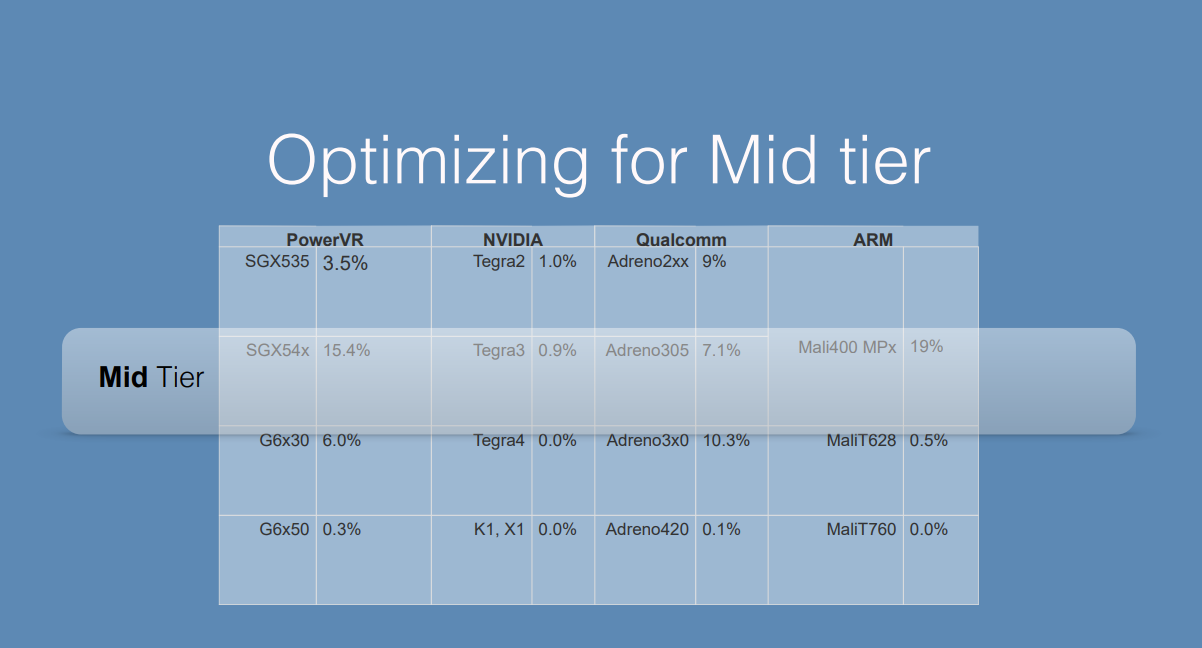 Optimizing for Mid tier
PowerVR NVIDIA Qualcomm ARM
SGX535 3.5% Tegra2 1.0% Adreno2xx 9%
SGX54x 15.4% Tegra3 0.9% Adreno305 7.1% Mali400 MPx 19%
Mid Tier
G6x30 6.0% Tegra4 0.0% Adreno3x0 10.3% MaliT628 0.5%
G6x50 0.3% K1, X1 0.0% Adreno420 0.1% MaliT760 0.0%